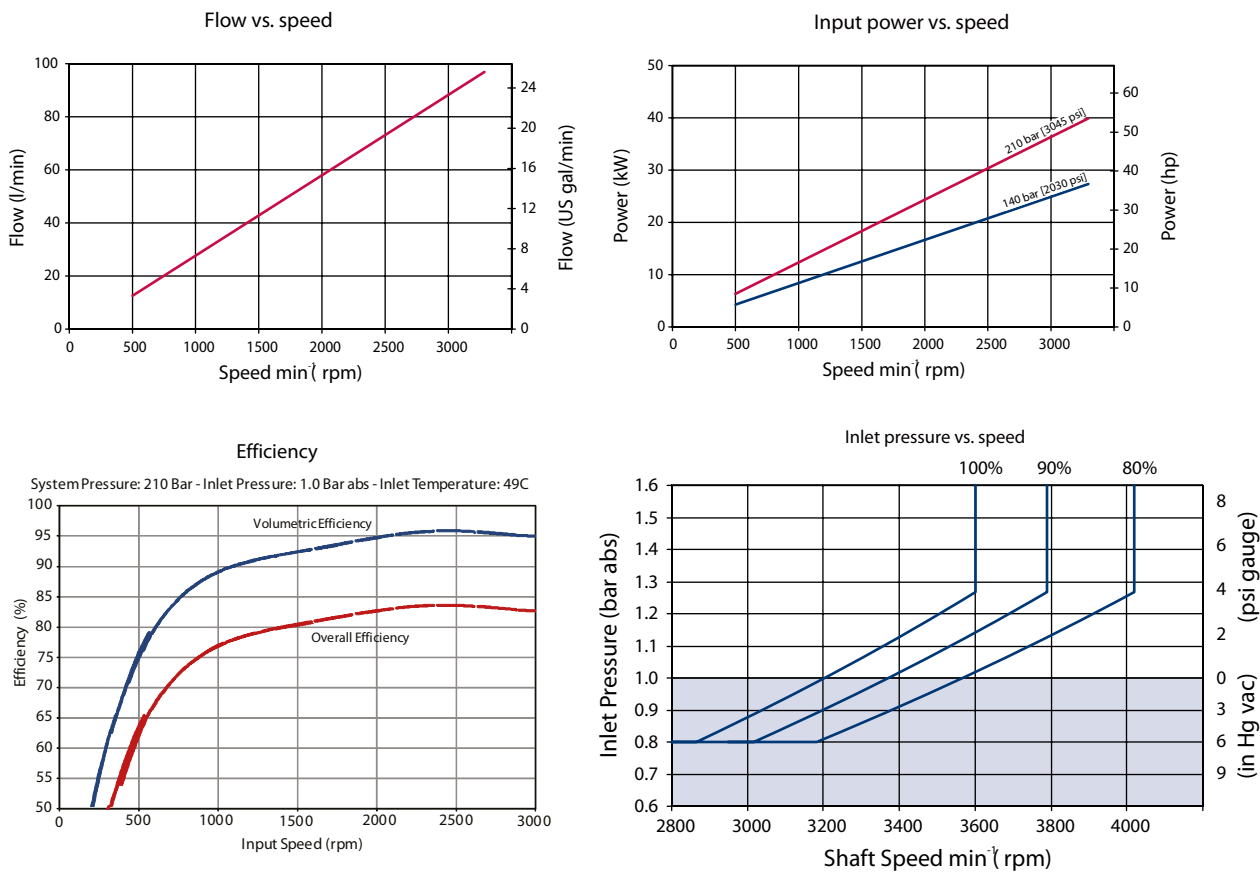 Flow vs. speed
100
80
60
40
20
0
Flow (l/min)
24
20
16
12
8
4
0
Flow (US gal/min)
0 500 1000 1500 2000 2500 3000
Speed min⁻¹( rpm)
Input power vs. speed
50
40
30
20
10
0
Power (kW)
210 bar [3045 psi]
140 bar [2030 psi]
60
50
40
30
20
10
0
Power (hp)
0 500 1000 1500 2000 2500 3000
Speed min⁻¹( rpm)
Efficiency
System Pressure: 210 Bar - Inlet Pressure: 1.0 Bar abs - Inlet Temperature: 49C
100
95
90
85
80
75
70
65
60
55
50
Efficiency (%)
Volumetric Efficiency
Overall Efficiency
0 500 1000 1500 2000 2500 3000
Input Speed (rpm)
Inlet pressure vs. speed
100% 90% 80%
1.6
1.5
1.4
1.3
1.2
1.1
1.0
0.9
0.8
0.7
0.6
Inlet Pressure (bar abs)
8
6
4
2
0
3
6
9
(psi gauge)
(in Hg vac)
2800 3000 3200 3400 3600 3800 4000
Shaft Speed min⁻¹( rpm)